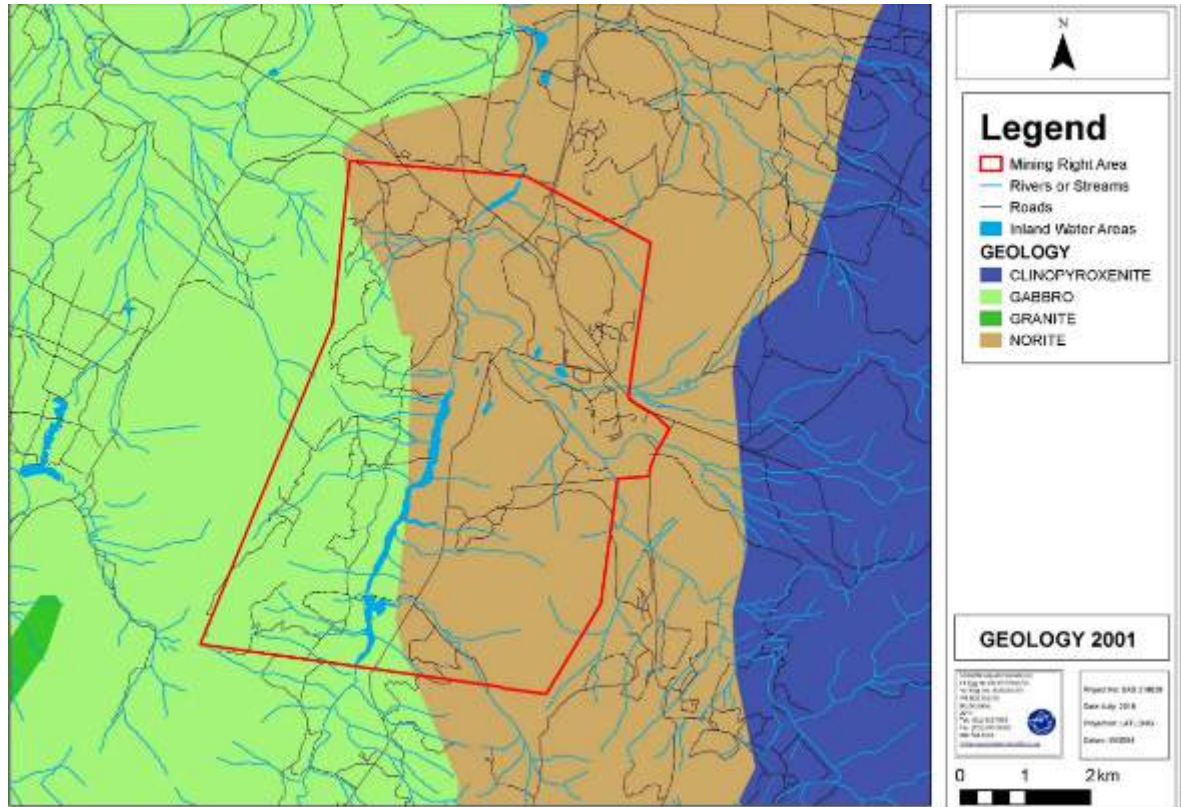 N
Legend
Mining Right Area
Rivers or Streams
Roads
Inland Water Areas
GEOLOGY
CLINOPYROXENITE
GABBRO
GRANITE
NORITE
GEOLOGY 2001
0 1 2 km